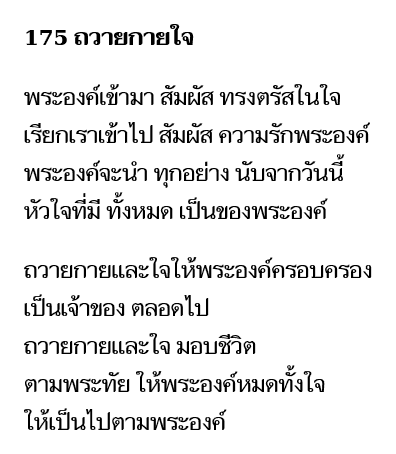 175 ถวายกายใจ
พระองค์เข้ามา สัมผัส ทรงตรัสในใจ
เรียกเราเข้าไป สัมผัส ความรักพระองค์
พระองค์จะนำ ทุกอย่าง นับจากวันนี้
หัวใจที่มี ทั้งหมด เป็นของพระองค์
ถวายกายและใจให้พระองค์ครอบครอง
เป็นเจ้าของ ตลอดไป
ถวายกายและใจ มอบชีวิต
ตามพระทัย ให้พระองค์หมดทั้งใจ
ให้เป็นไปตามพระองค์